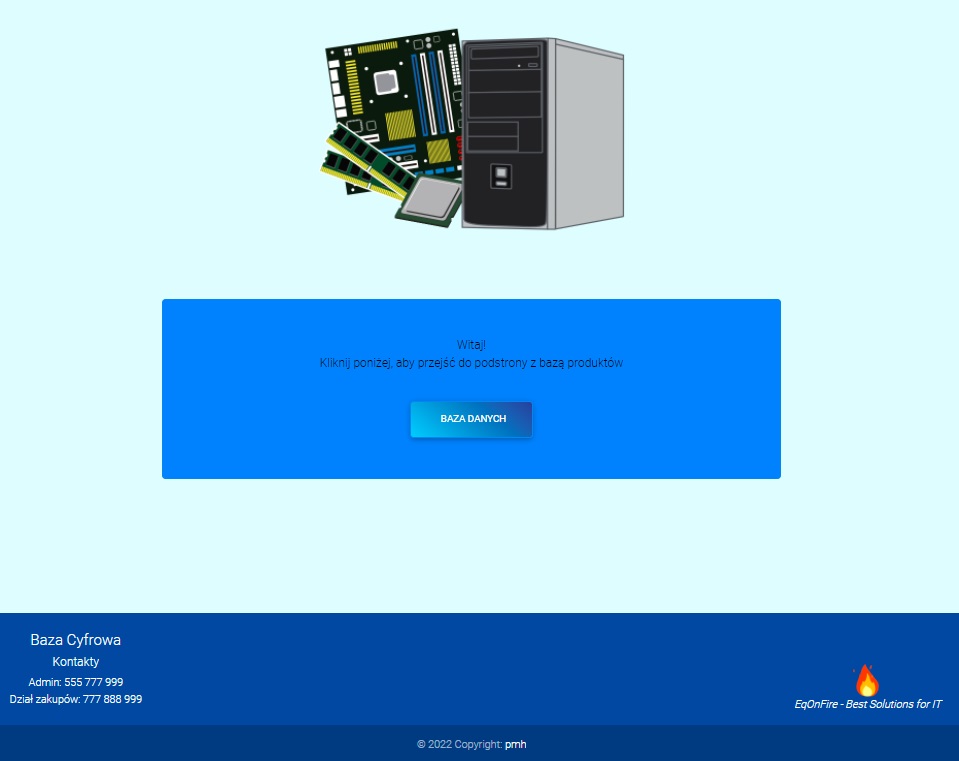 Witaj!
Kliknij poniżej, aby przejść do podstrony z bazą produktów
BAZA DANYCH
Baza Cyfrowa
Kontakty
Admin: 555 777 999
Dział zakupów: 777 888 999
EqOnFire - Best Solutions for IT
© 2022 Copyright: pmh